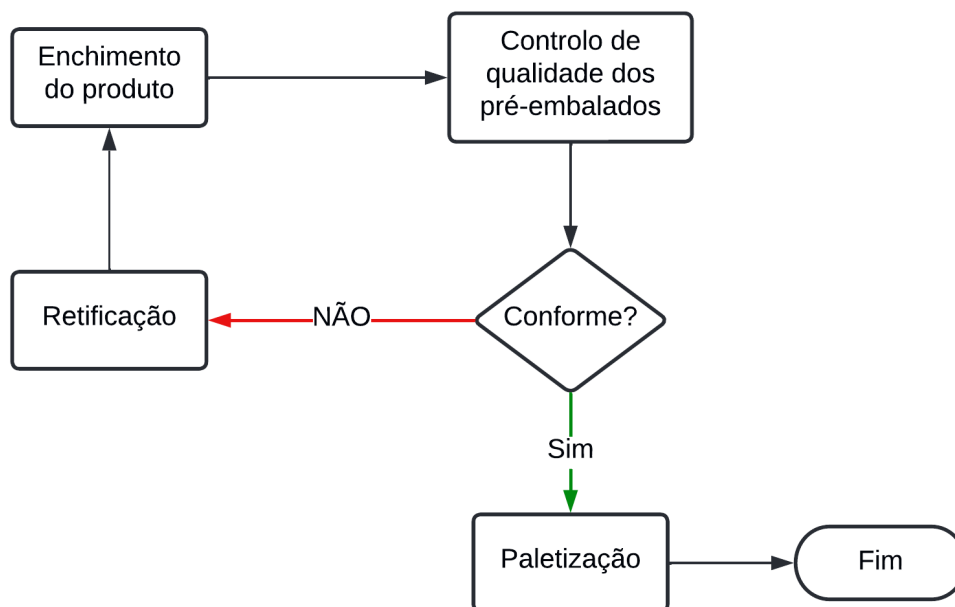 Enchimento
do produto
Controlo de
qualidade dos
pré-embalados
Retificação
NÃO
Conforme?
Sim
Paletização
Fim